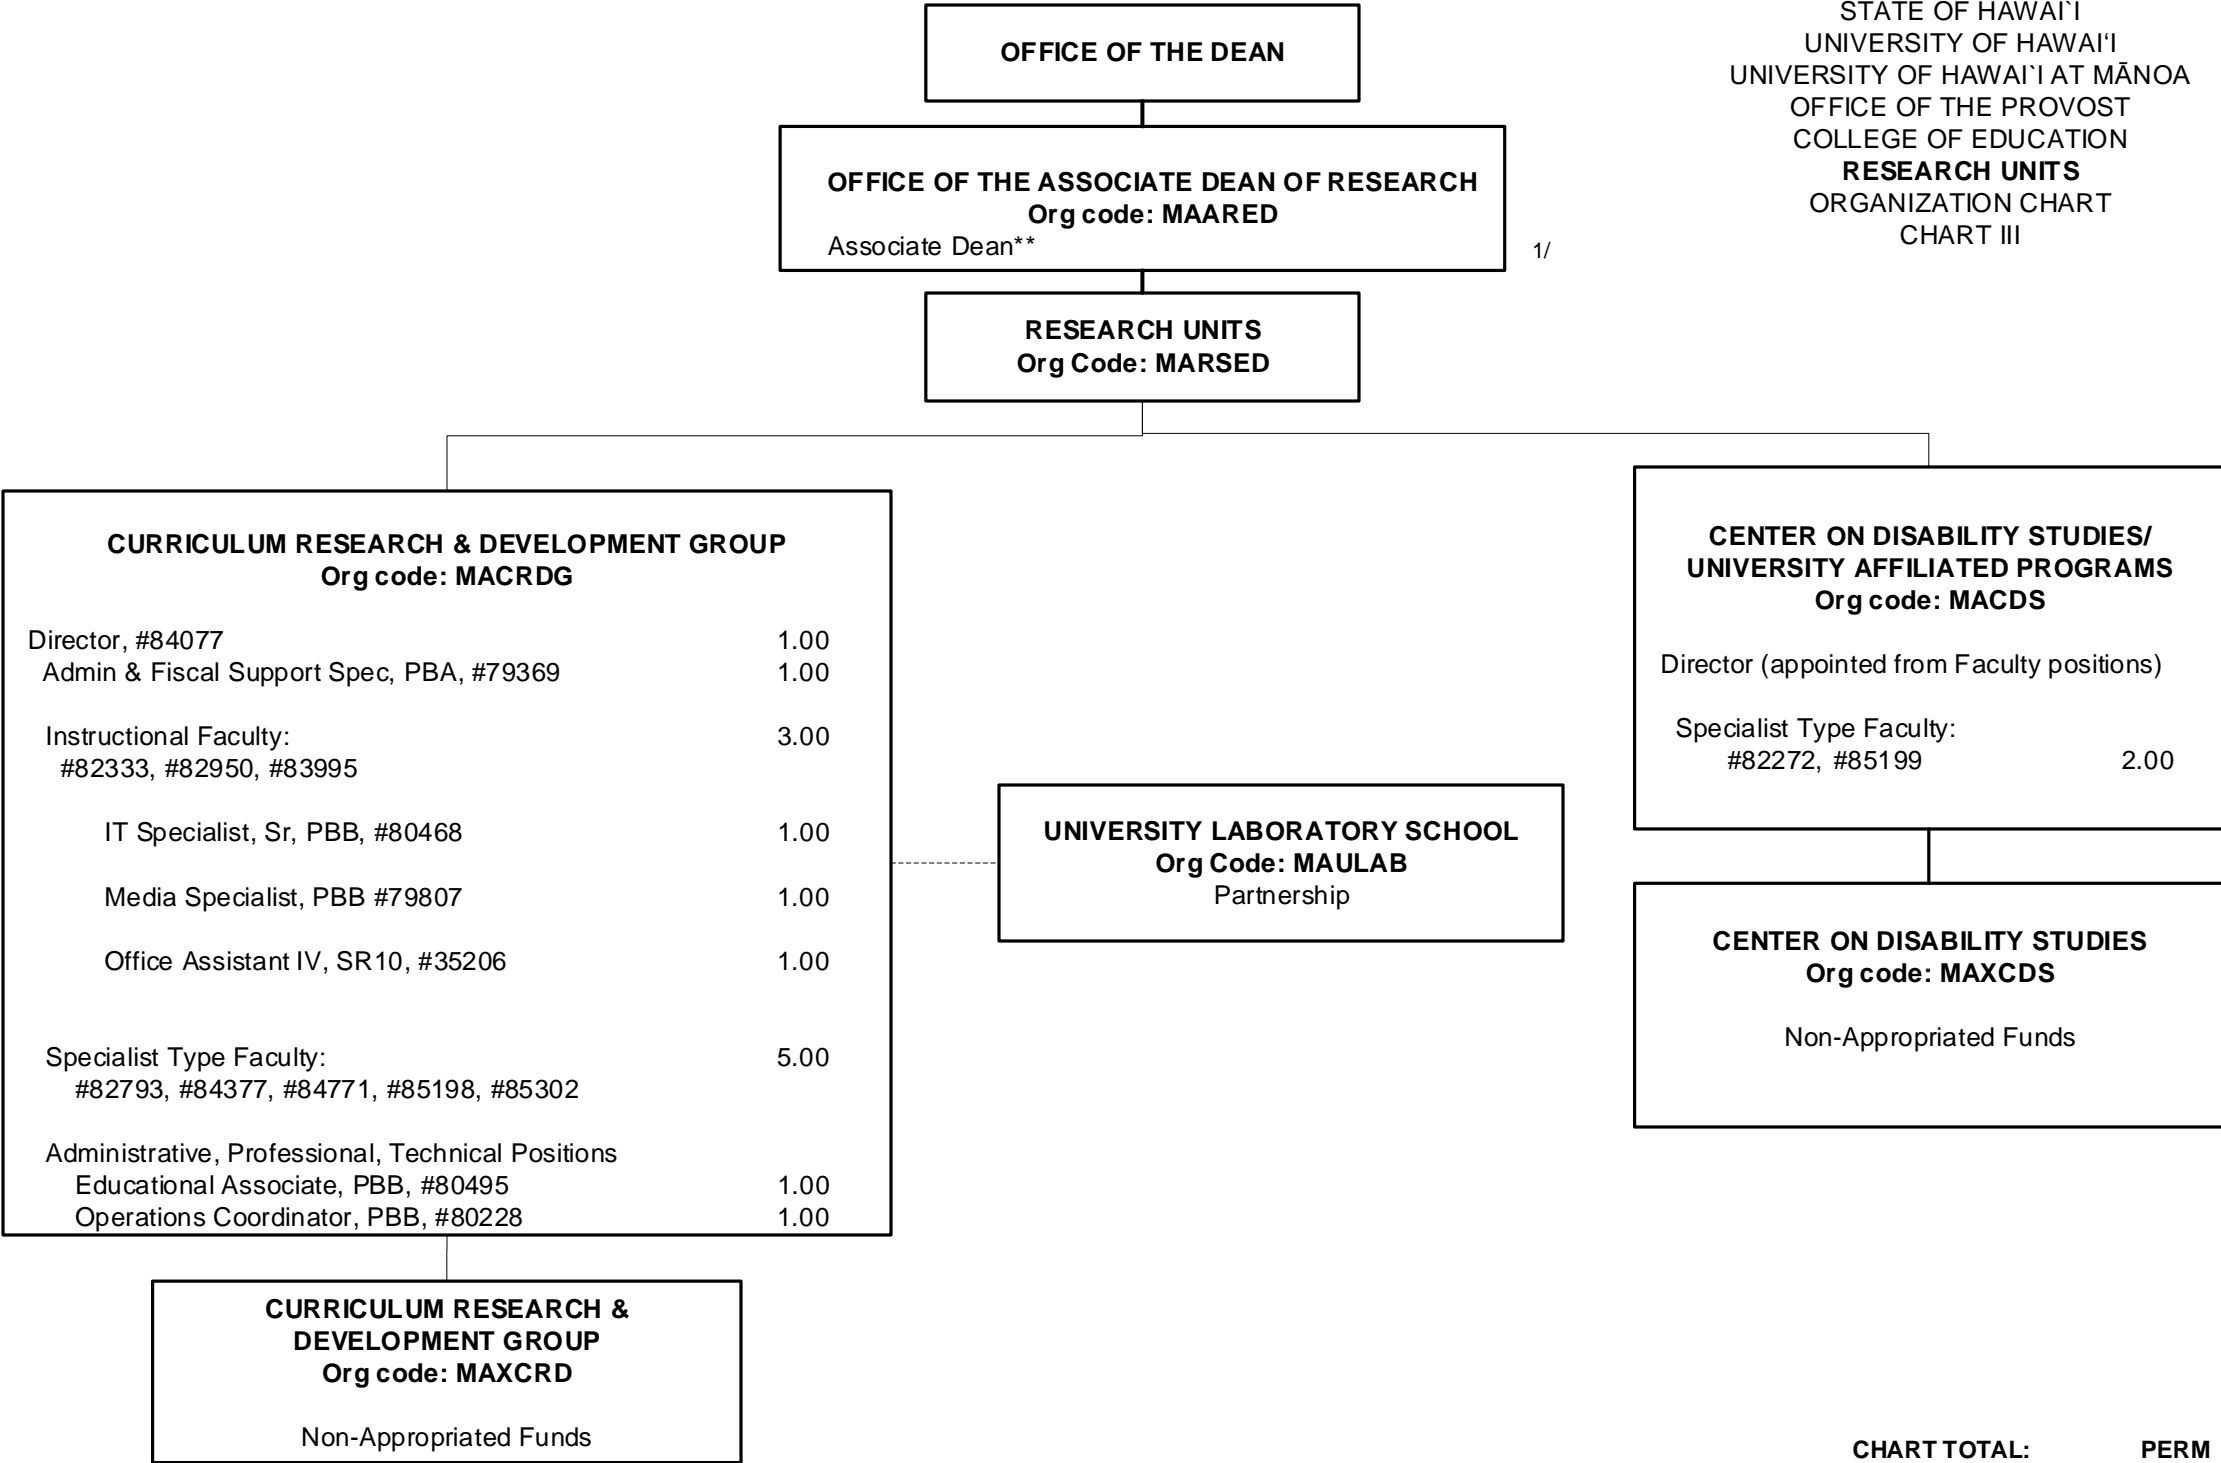 STATE OF HAWAI`I
UNIVERSITY OF HAWAI‘I
UNIVERSITY OF HAWAI`I AT MĀNOA
OFFICE OF THE PROVOST
COLLEGE OF EDUCATION
RESEARCH UNITS
ORGANIZATION CHART
CHART III
OFFICE OF THE DEAN
OFFICE OF THE ASSOCIATE DEAN OF RESEARCH
Org code: MAARED
Associate Dean**
1/
RESEARCH UNITS
Org Code: MARSED
CURRICULUM RESEARCH & DEVELOPMENT GROUP
Org code: MACRDG
Director, #84077 1.00
Admin & Fiscal Support Spec, PBA, #79369 1.00
Instructional Faculty: 3.00
#82333, #82950, #83995
IT Specialist, Sr, PBB, #80468 1.00
Media Specialist, PBB #79807 1.00
Office Assistant IV, SR10, #35206 1.00
Specialist Type Faculty: 5.00
#82793, #84377, #84771, #85198, #85302
Administrative, Professional, Technical Positions
Educational Associate, PBB, #80495 1.00
Operations Coordinator, PBB, #80228 1.00
CURRICULUM RESEARCH &
DEVELOPMENT GROUP
Org code: MAXCRD
Non-Appropriated Funds
UNIVERSITY LABORATORY SCHOOL
Org Code: MAULAB
Partnership
CENTER ON DISABILITY STUDIES/
UNIVERSITY AFFILIATED PROGRAMS
Org code: MACDS
Director (appointed from Faculty positions)
Specialist Type Faculty:
#82272, #85199 2.00
CENTER ON DISABILITY STUDIES
Org code: MAXCDS
Non-Appropriated Funds
CHART TOTAL: PERM